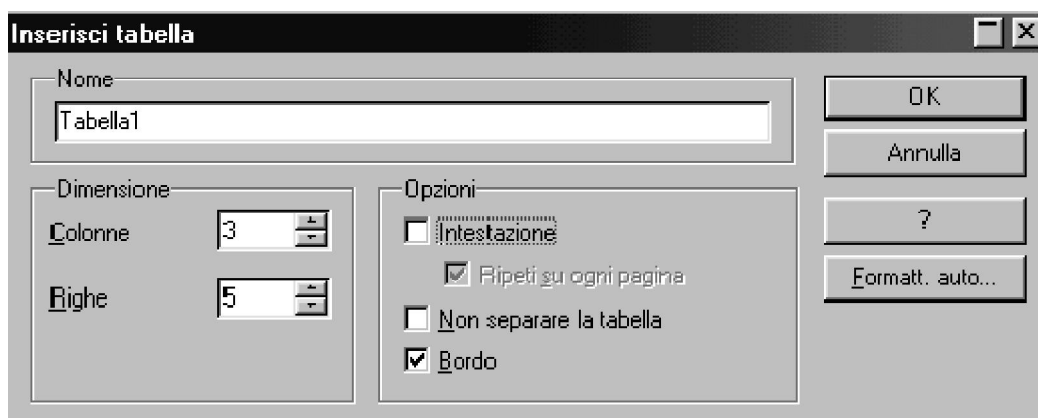 Inserisci tabella
Nome
Tabella1
OK
Annulla
Dimensione
Colonne 3
Righe 5
Opzioni
Intestazione
Ripeti su ogni pagina
Non separare la tabella
Bordo
?
Formatt. auto...